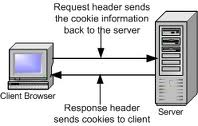 Request header sends
the cookie information
back to the server
Client Browser
Server
Response header
sends cookies to client